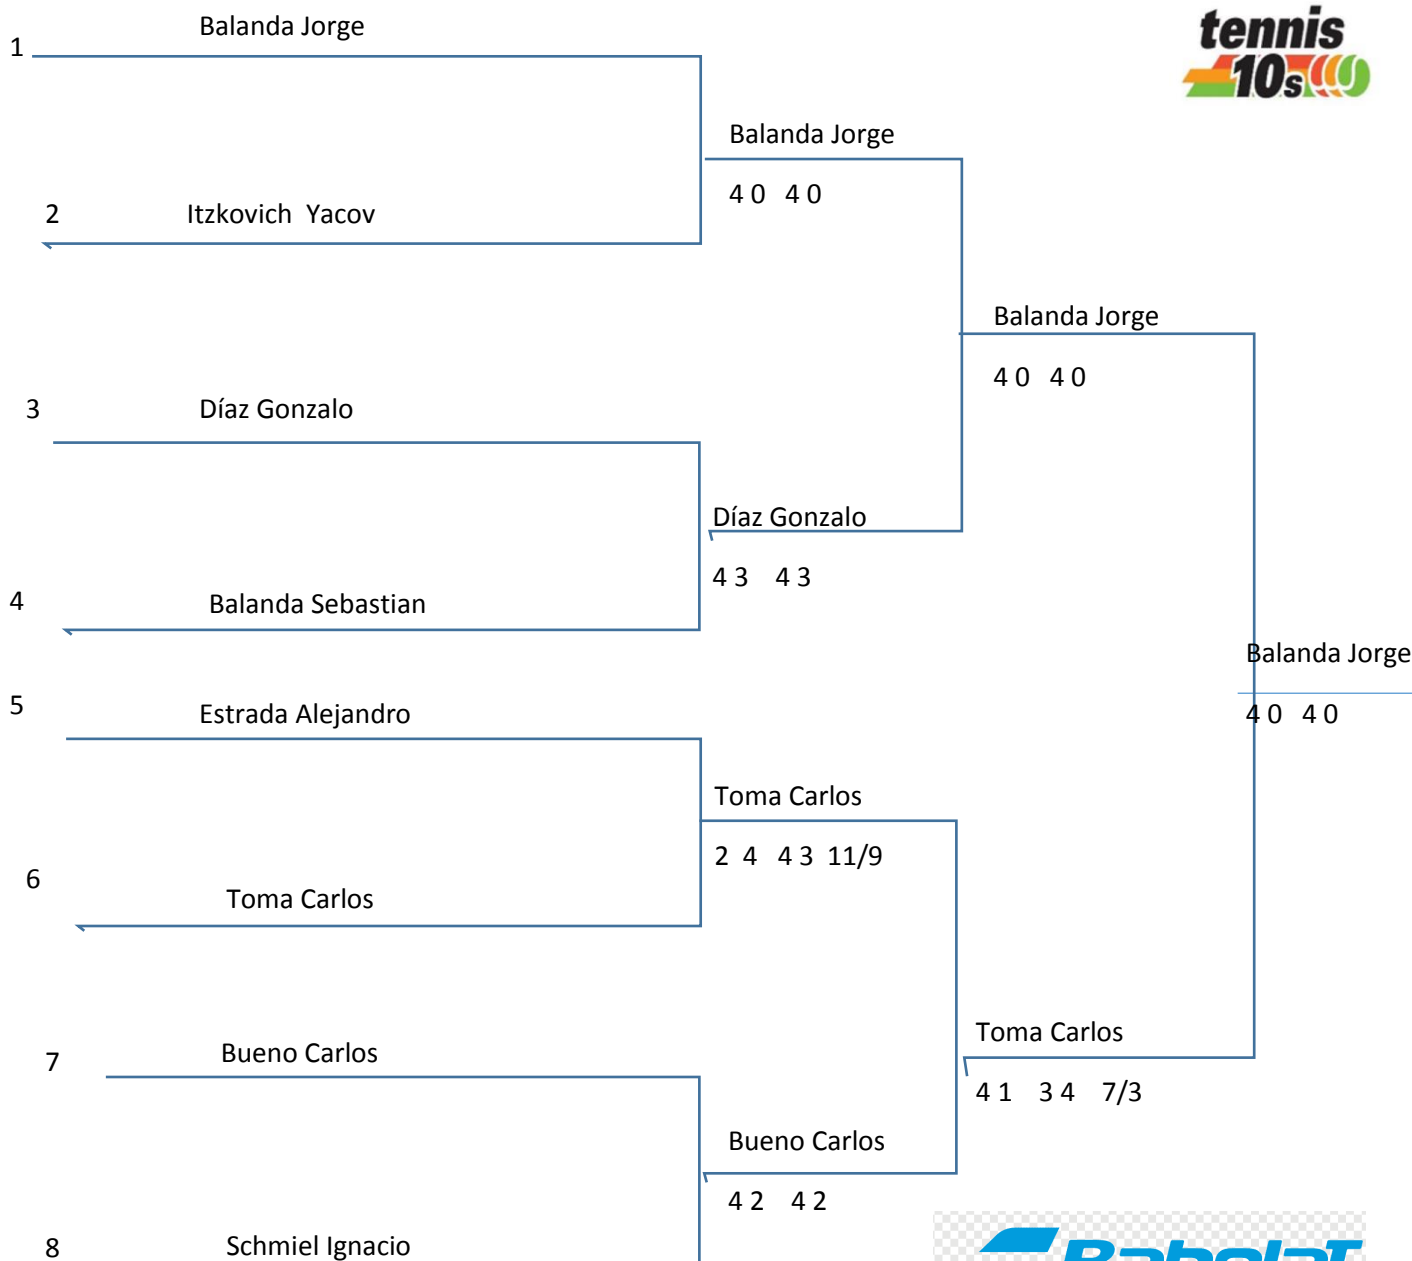 Balanda Jorge
1
tennis
10s
Balanda Jorge
4 0 4 0
2 Itzkovich Yacov
Balanda Jorge
4 0 4 0
3 Díaz Gonzalo
Díaz Gonzalo
4 3 4 3
4 Balanda Sebastian
Balanda Jorge
4 0 4 0
5 Estrada Alejandro
Toma Carlos
2 4 4 3 11/9
6 Toma Carlos
Toma Carlos
4 1 3 4 7/3
7 Bueno Carlos
Bueno Carlos
4 2 4 2
8 Schmiel Ignacio
Babolat